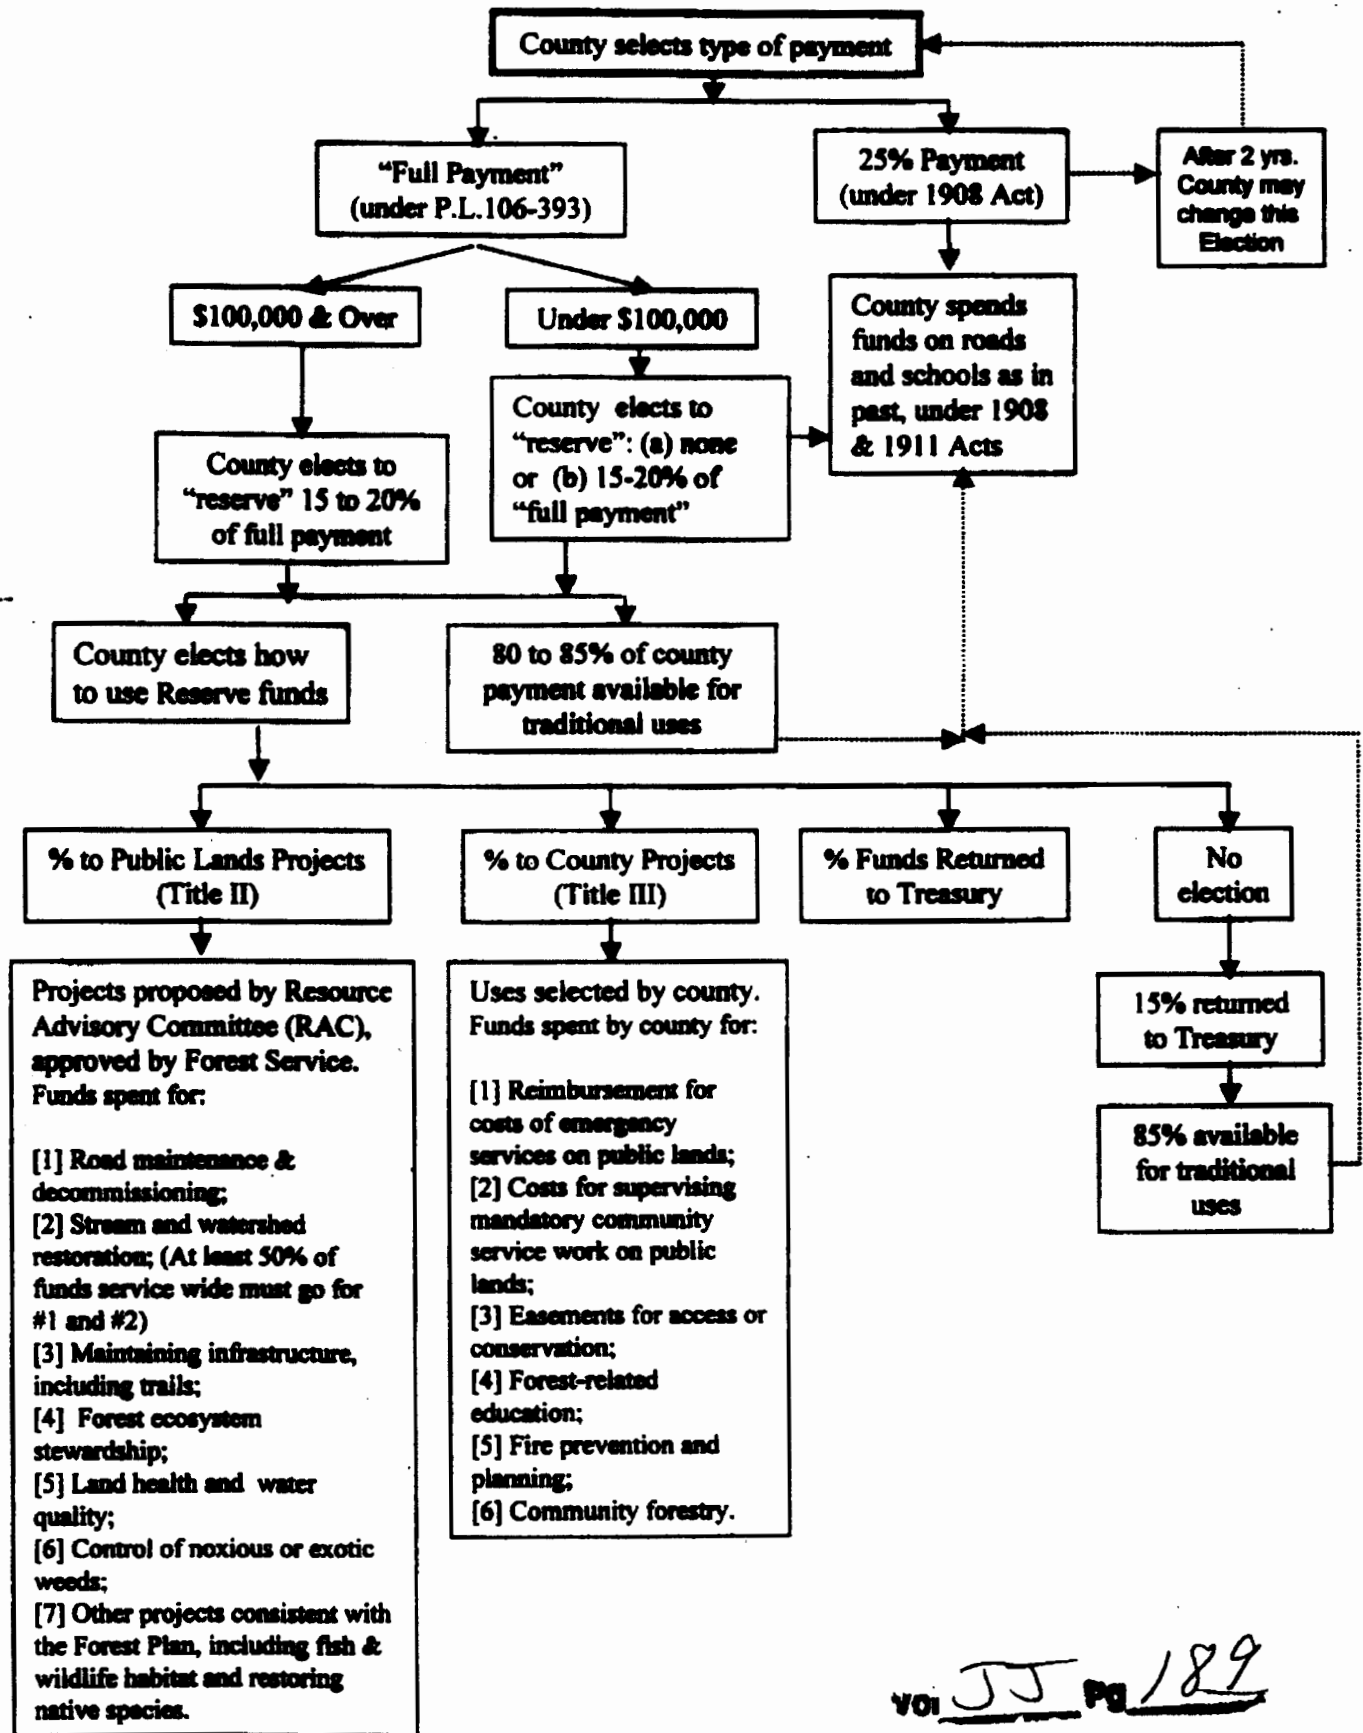 County selects type of payment
"Full Payment"
(under P.L.106-393)
25% Payment
(under 1908 Act)
After 2 yrs.
County may
change this
Election
$100,000 & Over
Under $100,000
County spends
funds on roads
and schools as in
past, under 1908
& 1911 Acts
County elects to
"reserve" 15 to 20%
of full payment
County elects to
"reserve": (a) none
or (b) 15-20% of
"full payment"
County elects how
to use Reserve funds
80 to 85% of county
payment available for
traditional uses
% to Public Lands Projects
(Title II)
% to County Projects
(Title III)
% Funds Returned
to Treasury
No
election
Projects proposed by Resource
Advisory Committee (RAC),
approved by Forest Service.
Funds spent for:
[1] Road maintenance &
decommissioning;
[2] Stream and watershed
restoration; (At least 50% of
funds service wide must go for
#1 and #2)
[3] Maintaining infrastructure,
including trails;
[4] Forest ecosystem
stewardship;
[5] Land health and water
quality;
[6] Control of noxious or exotic
weeds;
[7] Other projects consistent with
the Forest Plan, including fish &
wildlife habitat and restoring
native species.
Uses selected by county.
Funds spent by county for:
[1] Reimbursement for
costs of emergency
services on public lands;
[2] Costs for supervising
mandatory community
service work on public
lands;
[3] Easements for access or
conservation;
[4] Forest-related
education;
[5] Fire prevention and
planning;
[6] Community forestry.
15% returned
to Treasury
85% available
for traditional
uses
Vol JJ Pg 189